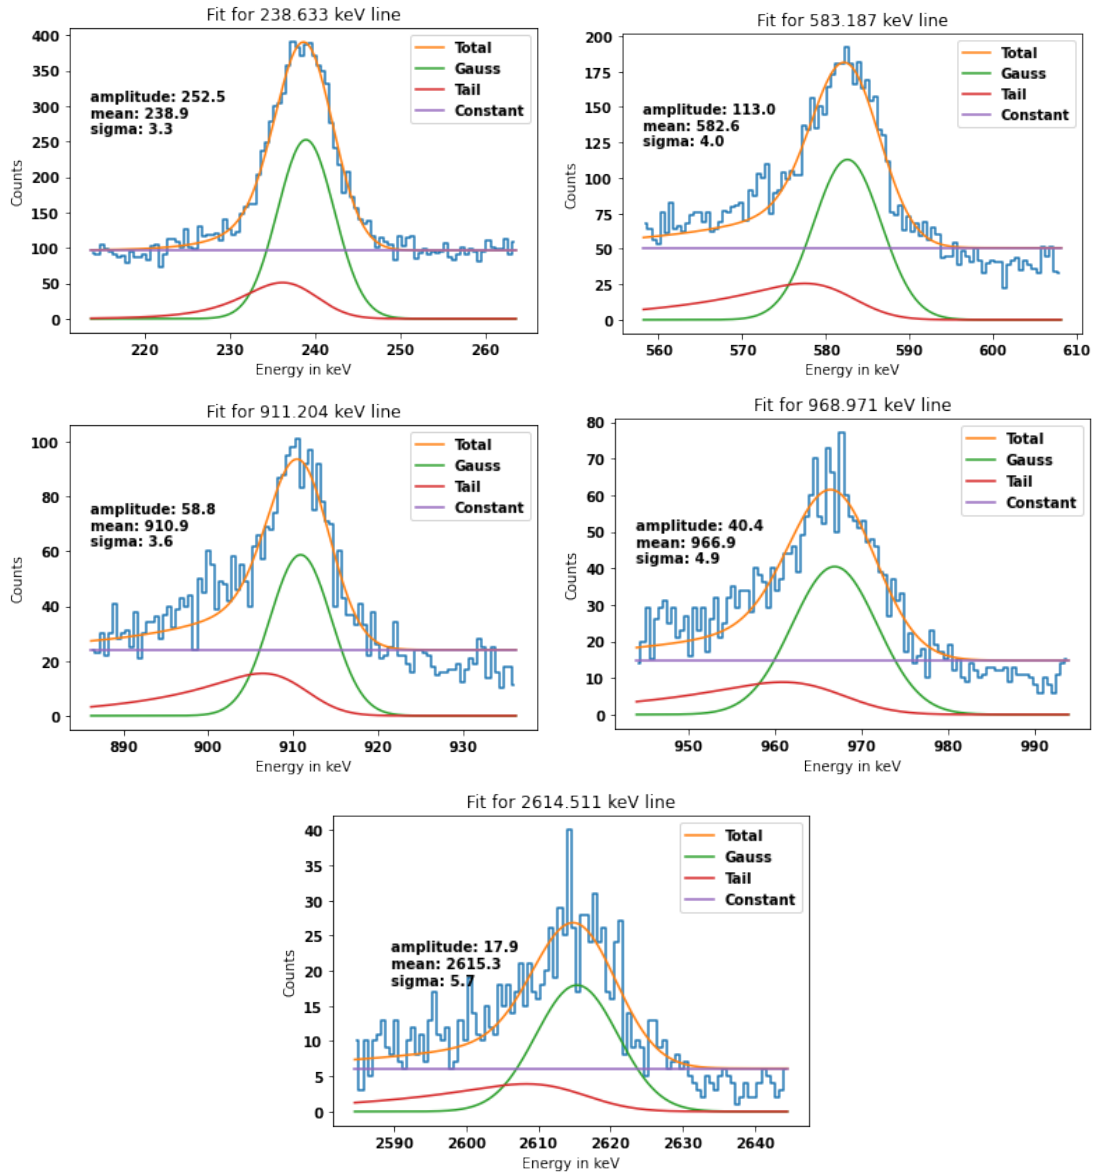 Fit for 238.633 keV line
400
350
300
250
200
150
100
50
0
Counts
amplitude: 252.5
mean: 238.9
sigma: 3.3
Total
Gauss
Tail
Constant
220 230 240 250 260
Energy in keV
Fit for 583.187 keV line
200
175
150
125
100
75
50
25
0
Counts
amplitude: 113.0
mean: 582.6
sigma: 4.0
Total
Gauss
Tail
Constant
560 570 580 590 600 610
Energy in keV
Fit for 911.204 keV line
100
80
60
40
20
0
Counts
amplitude: 58.8
mean: 910.9
sigma: 3.6
Total
Gauss
Tail
Constant
890 900 910 920 930
Energy in keV
Fit for 968.971 keV line
80
70
60
50
40
30
20
10
0
Counts
amplitude: 40.4
mean: 966.9
sigma: 4.9
Total
Gauss
Tail
Constant
950 960 970 980 990
Energy in keV
Fit for 2614.511 keV line
40
35
30
25
20
15
10
5
0
Counts
amplitude: 17.9
mean: 2615.3
sigma: 5.7
Total
Gauss
Tail
Constant
2590 2600 2610 2620 2630 2640
Energy in keV